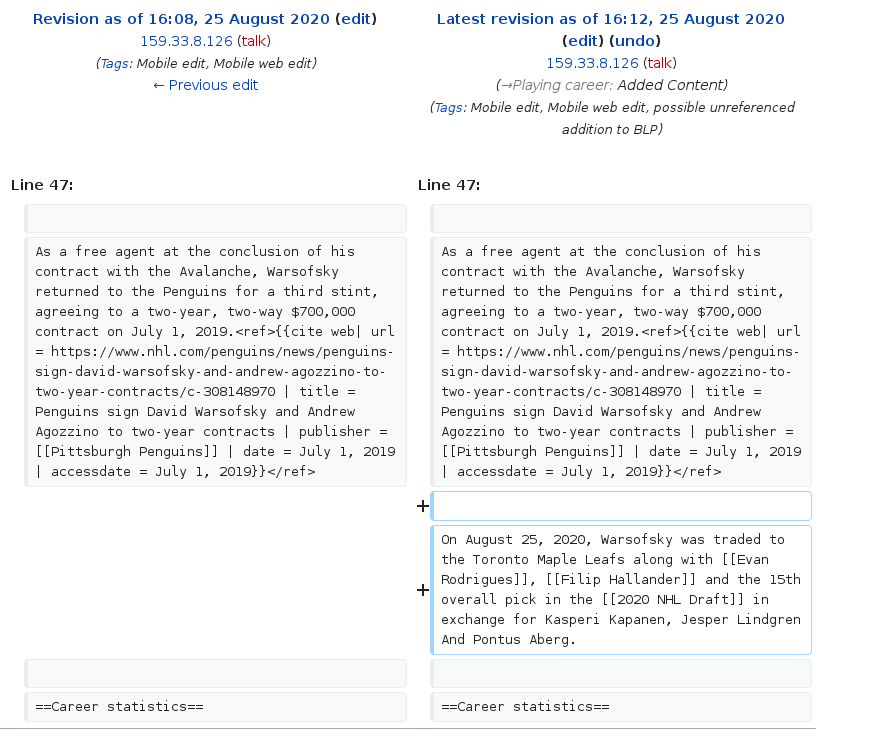 Revision as of 16:08, 25 August 2020 (edit)
159.33.8.126 (talk)
(Tags: Mobile edit, Mobile web edit)
← Previous edit
Latest revision as of 16:12, 25 August 2020
(edit) (undo)
159.33.8.126 (talk)
(→Playing career: Added Content)
(Tags: Mobile edit, Mobile web edit, possible unreferenced
addition to BLP)
Line 47:
Line 47:
As a free agent at the conclusion of his
contract with the Avalanche, Warsofsky
returned to the Penguins for a third stint,
agreeing to a two-year, two-way $700,000
contract on July 1, 2019.<ref>{{cite web| url
= https://www.nhl.com/penguins/news/penguins-
sign-david-warsofsky-and-andrew-agozzino-to-
two-year-contracts/c-308148970 | title =
Penguins sign David Warsofsky and Andrew
Agozzino to two-year contracts | publisher =
[[Pittsburgh Penguins]] | date = July 1, 2019
| accessdate = July 1, 2019}}</ref>
As a free agent at the conclusion of his
contract with the Avalanche, Warsofsky
returned to the Penguins for a third stint,
agreeing to a two-year, two-way $700,000
contract on July 1, 2019.<ref>{{cite web| url
= https://www.nhl.com/penguins/news/penguins-
sign-david-warsofsky-and-andrew-agozzino-to-
two-year-contracts/c-308148970 | title =
Penguins sign David Warsofsky and Andrew
Agozzino to two-year contracts | publisher =
[[Pittsburgh Penguins]] | date = July 1, 2019
| accessdate = July 1, 2019}}</ref>
+
+
On August 25, 2020, Warsofsky was traded to
the Toronto Maple Leafs along with [[Evan
Rodrigues]], [[Filip Hallander]] and the 15th
overall pick in the [[2020 NHL Draft]] in
exchange for Kasperi Kapanen, Jesper Lindgren
And Pontus Aberg.
==Career statistics==
==Career statistics==